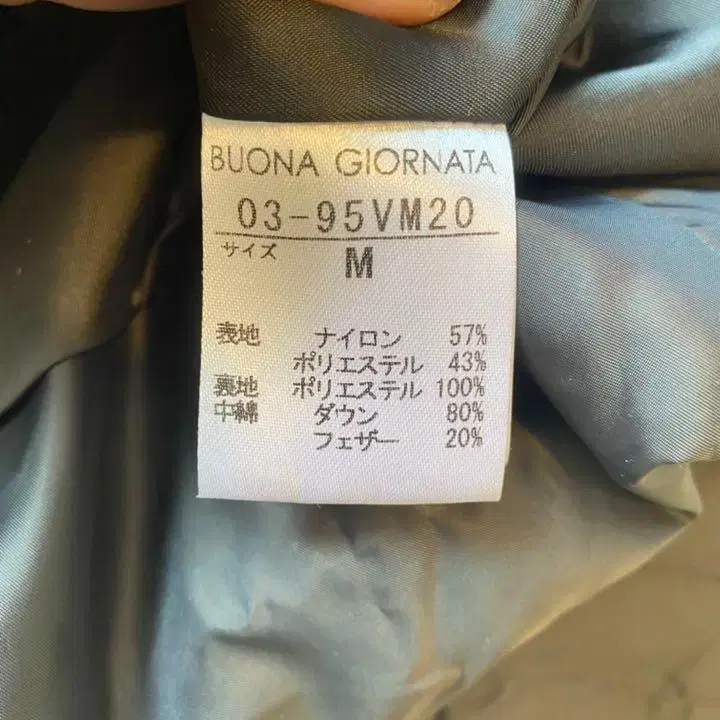 BUONA GIORNATA
03-95VM20
サイズ M
表地 ナイロン 57%
ポリエステル 43%
裏地 ポリエステル 100%
中綿 ダウン 80%
フェザー 20%